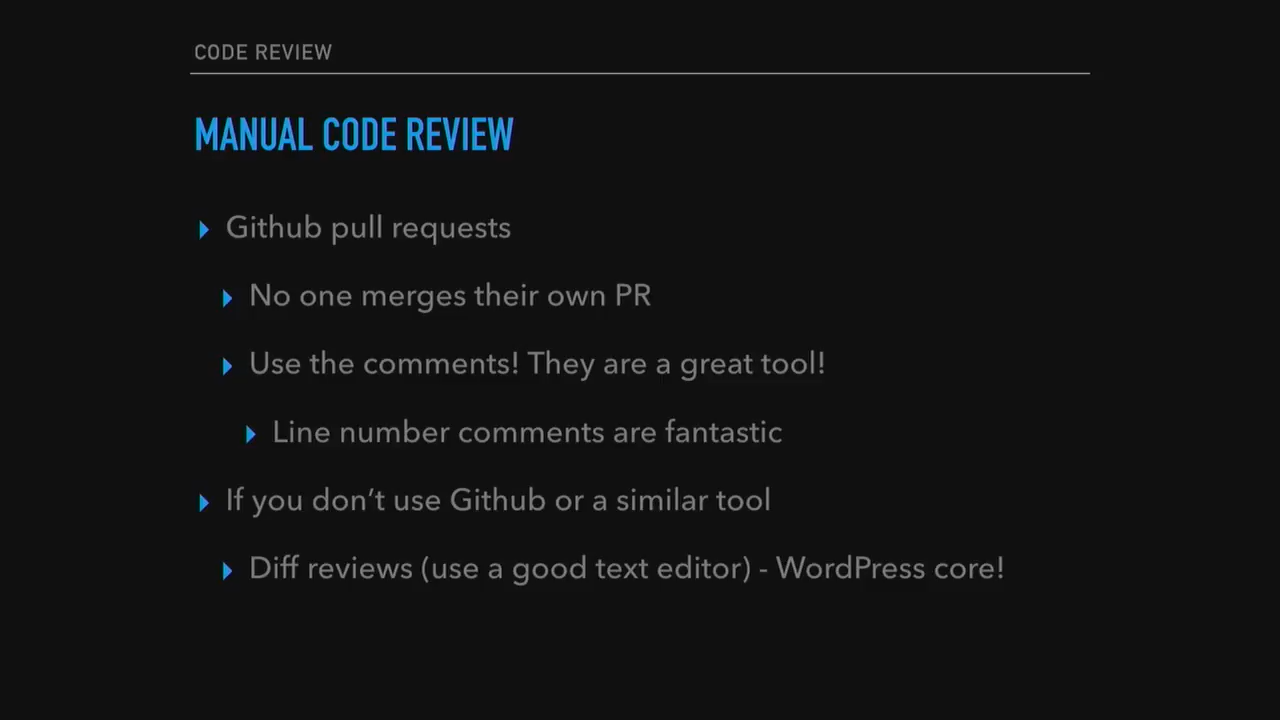 CODE REVIEW
MANUAL CODE REVIEW
Github pull requests
No one merges their own PR
Use the comments! They are a great tool!
Line number comments are fantastic
If you don’t use Github or a similar tool
Diff reviews (use a good text editor) - WordPress core!